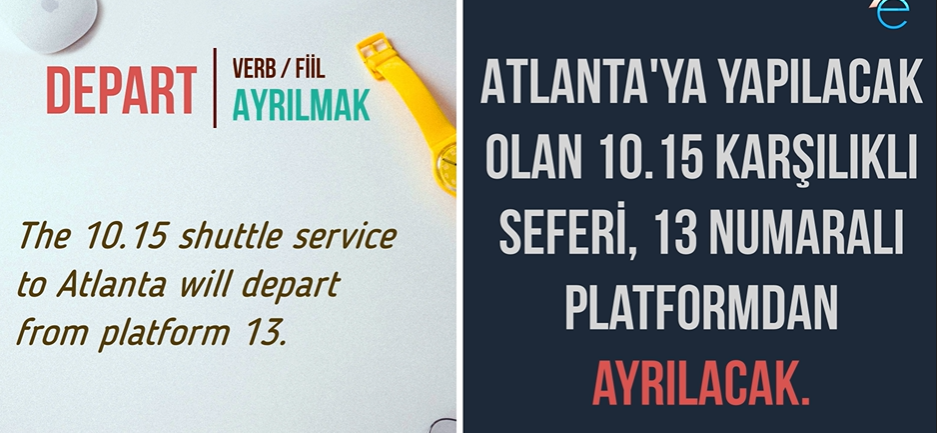 DEPART
VERB / FİİL
AYRILMAK
The 10.15 shuttle service
to Atlanta will depart
from platform 13.
ATLANTA'YA YAPILACAK
OLAN 10.15 KARŞILIKLI
SEFERİ, 13 NUMARALI
PLATFORMDAN
AYRILACAK.